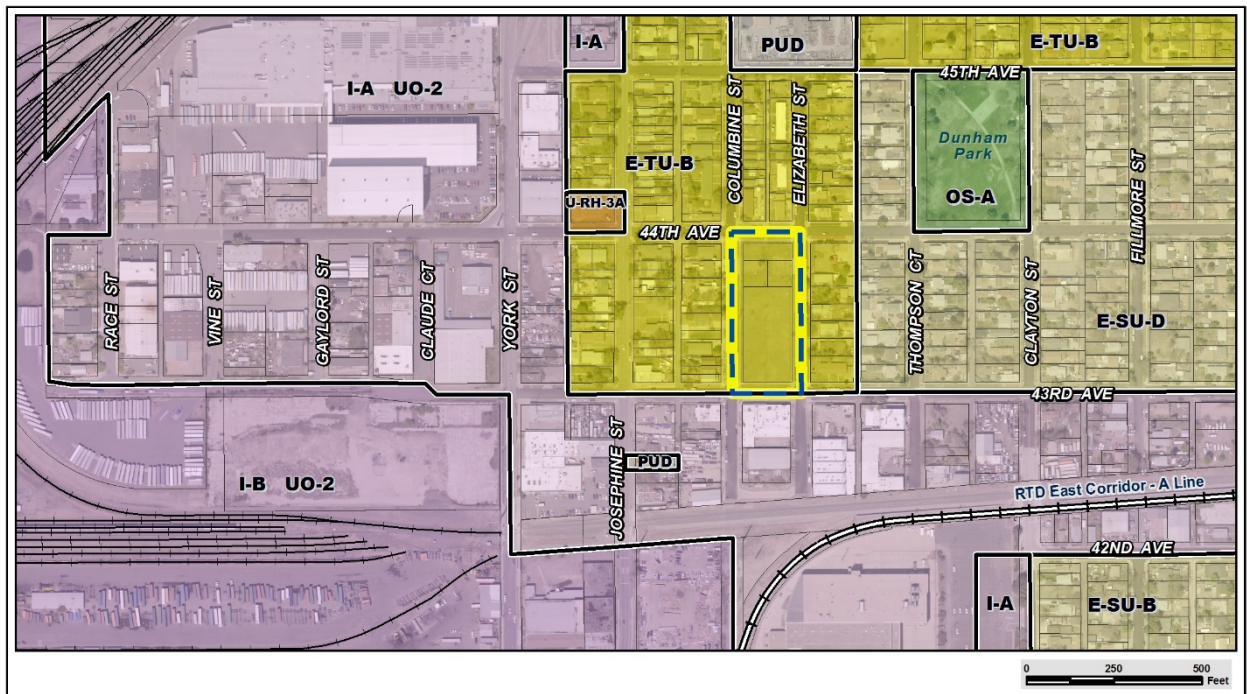 I-A
PUD
E-TU-B
45TH AVE
I-A UO-2
COLUMBINE ST
ELIZABETH ST
Dunham
Park
E-TU-B
OS-A
FILLMORE ST
U-RH-3A
44TH AVE
RACE ST
VINE ST
GAYLORD ST
CLAUDE CT
YORK ST
THOMPSON CT
CLAYTON ST
E-SU-D
43RD AVE
JOSEPHINE ST
PUD
I-B UO-2
RTD East Corridor - A Line
42ND AVE
I-A
E-SU-B
0 250 500
Feet